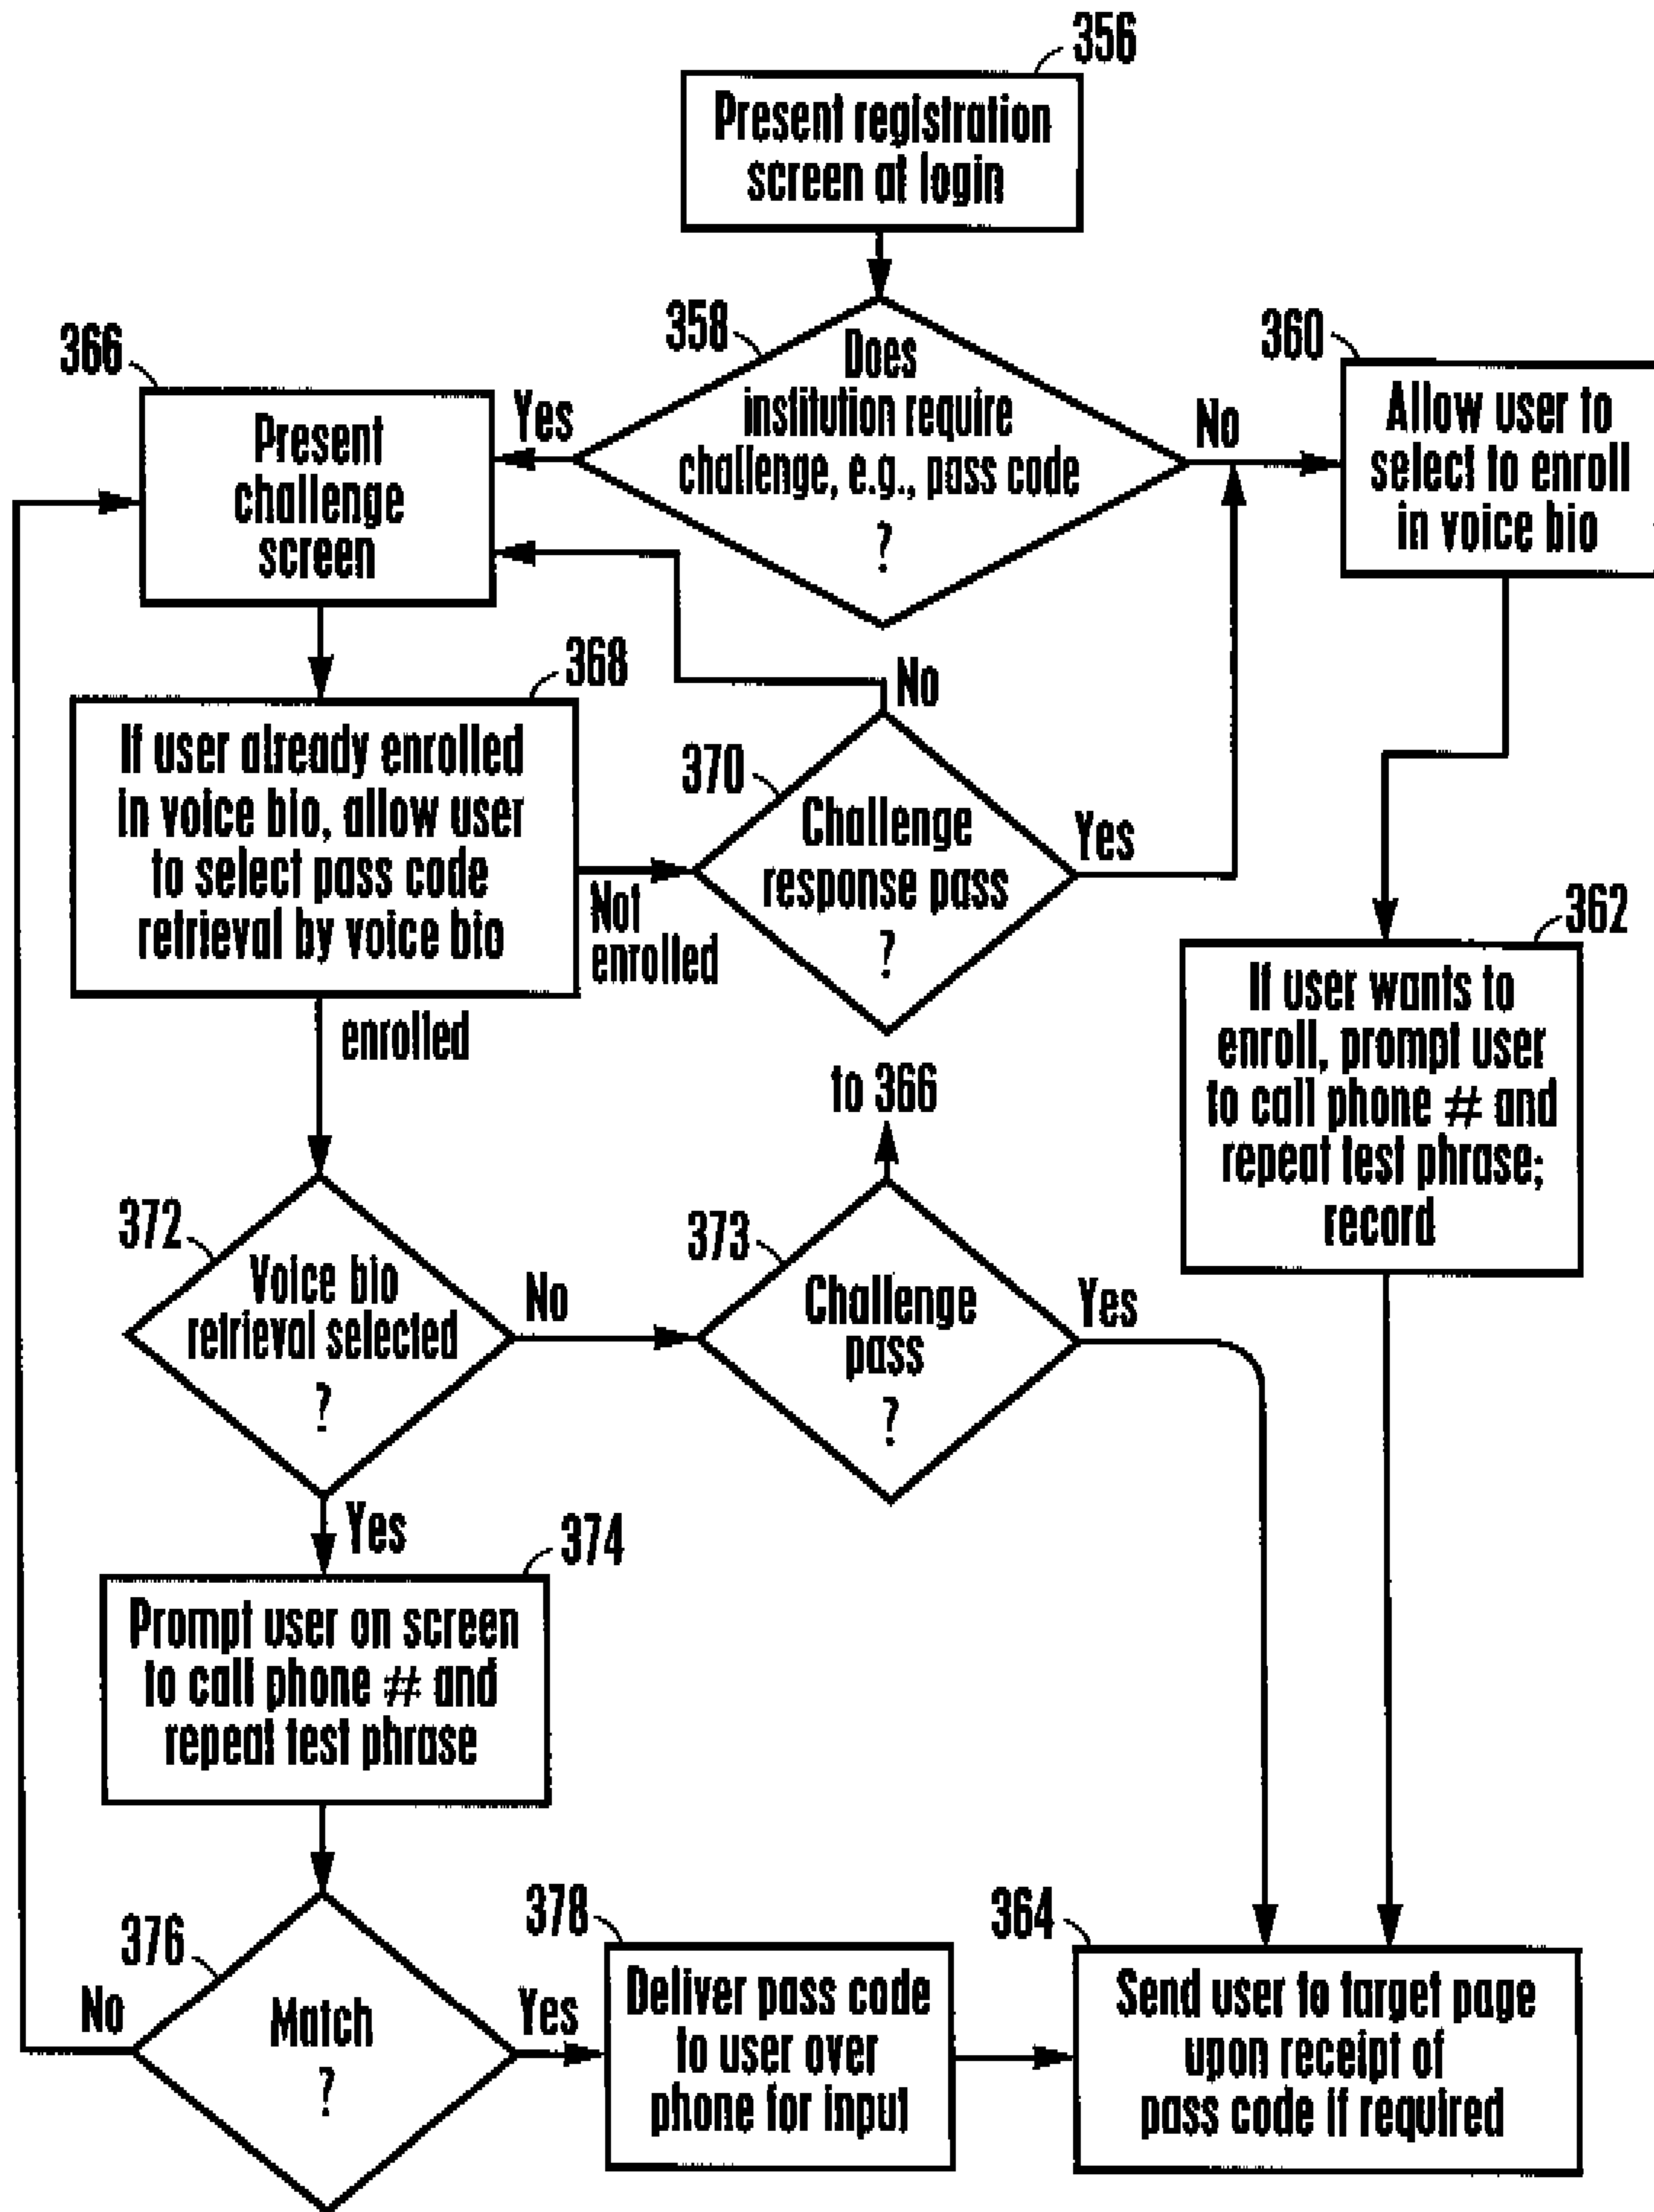 356
Present registration
screen at login
358
Does
institution require
challenge, e.g., pass code
?
Yes
No
366
Present
challenge
screen
360
Allow user to
select to enroll
in voice bio
368
If user already enrolled
in voice bio, allow user
to select pass code
retrieval by voice bio
Not
enrolled
enrolled
370
No
Challenge
response pass
?
Yes
362
If user wants to
enroll, prompt user
to call phone # and
repeat test phrase;
record
to 366
372
Voice bio
retrieval selected
?
No
Yes
373
Challenge
pass
?
Yes
374
Prompt user on screen
to call phone # and
repeat test phrase
376
Match
?
No
Yes
378
Deliver pass code
to user over
phone for input
364
Send user to target page
upon receipt of
pass code if required